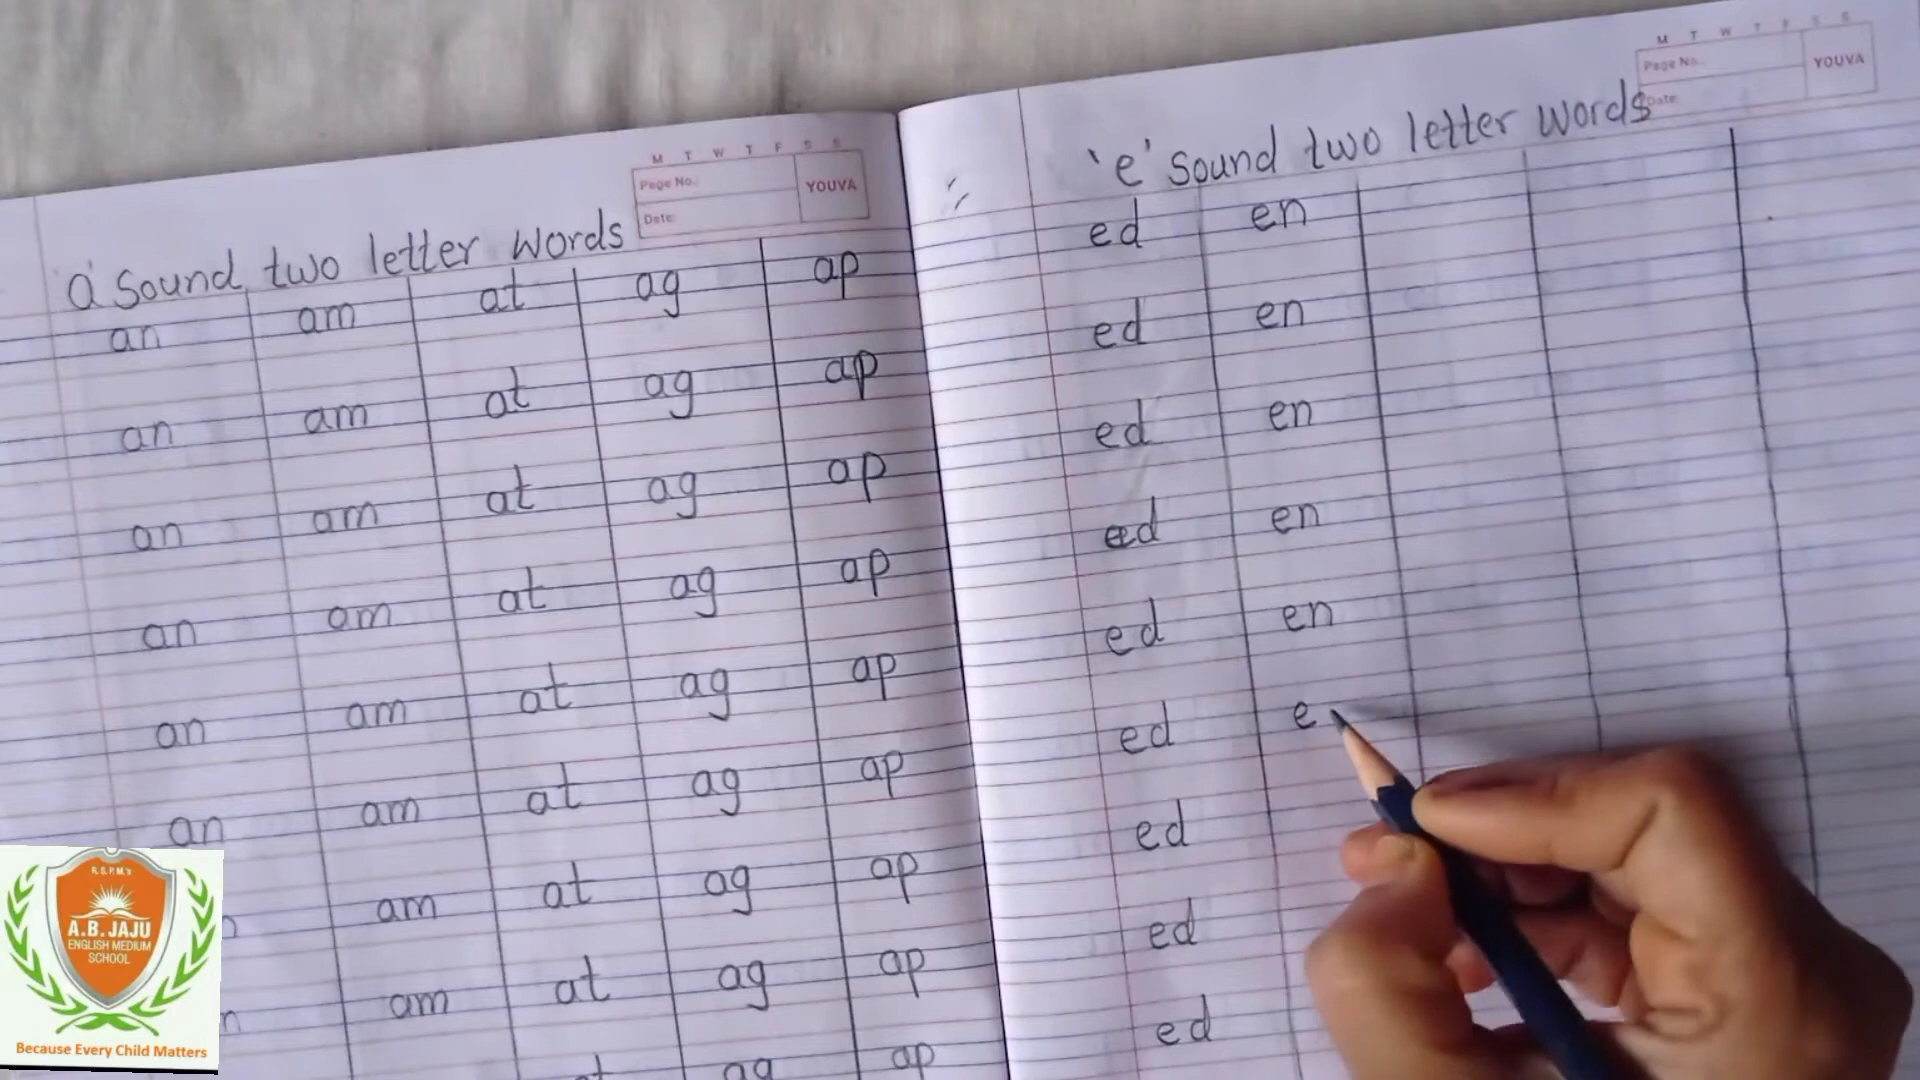 M T W T F S S
Page No.:
YOUVA
Date:
'a' sound two letter words
an am at ag ap
an am at ag ap
an am at ag ap
an am at ag ap
an am at ag ap
an am at ag ap
am at ag ap
am at ag ap
at ag ap
M T W T F S S
Page No.:
YOUVA
Date:
'e' sound two letter words
ed en
ed en
ed en
ed en
ed en
ed e
ed
ed
ed
R.S.P.M.'s
A.B. JAJU
ENGLISH MEDIUM
SCHOOL
Because Every Child Matters